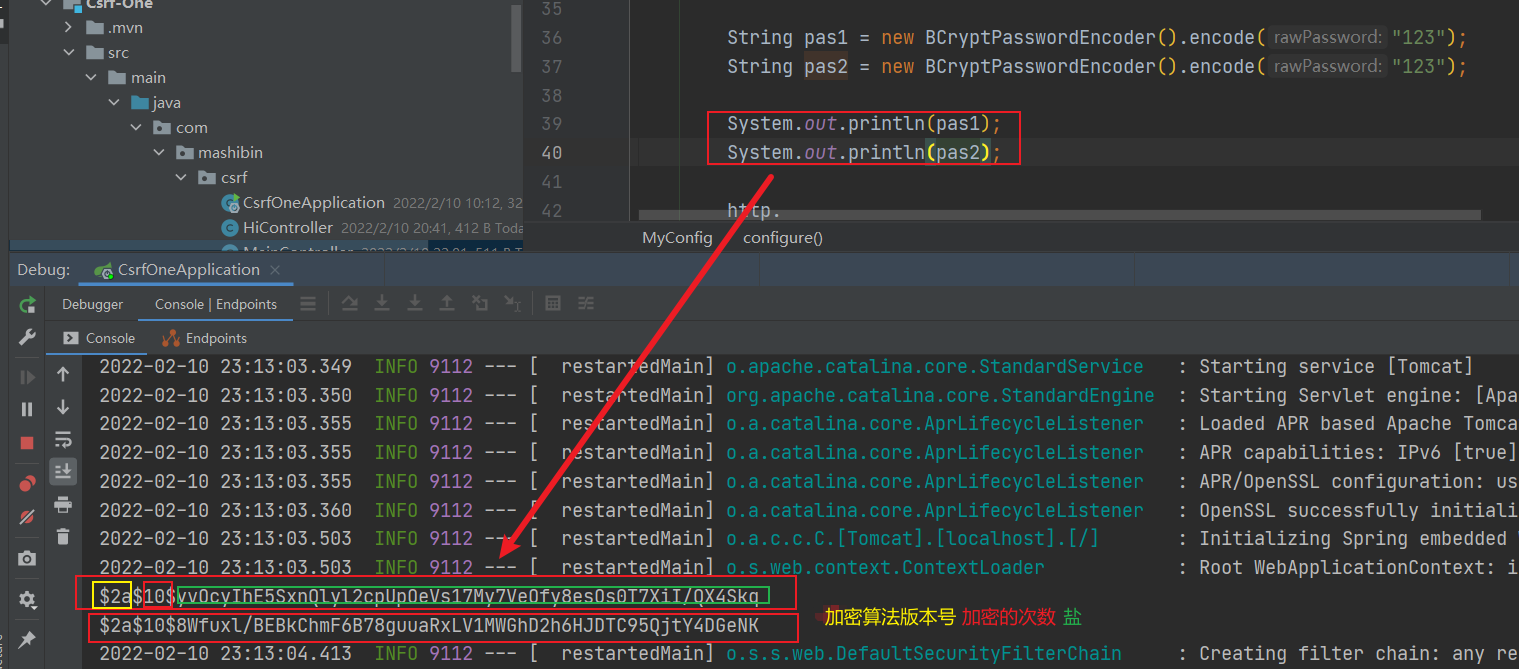 Csrf-One
.mvn
src
main
java
com
mashibin
csrf
CsrfOneApplication 2022/2/10 10:12, 32
HiController 2022/2/10 20:41, 412 B Toda
35
36 String pas1 = new BCryptPasswordEncoder().encode( rawPassword: "123");
37 String pas2 = new BCryptPasswordEncoder().encode( rawPassword: "123");
38
39 System.out.println(pas1);
40 System.out.println(pas2);
41
42 http.
MyConfig configure()
Debug: CsrfOneApplication
Debugger Console | Endpoints
Console Endpoints
2022-02-10 23:13:03.349 INFO 9112 --- [ restartedMain] o.apache.catalina.core.StandardService : Starting service [Tomcat]
2022-02-10 23:13:03.350 INFO 9112 --- [ restartedMain] org.apache.catalina.core.StandardEngine : Starting Servlet engine: [Apa
2022-02-10 23:13:03.355 INFO 9112 --- [ restartedMain] o.a.catalina.core.AprLifecycleListener : Loaded APR based Apache Tomca
2022-02-10 23:13:03.355 INFO 9112 --- [ restartedMain] o.a.catalina.core.AprLifecycleListener : APR capabilities: IPv6 [true]
2022-02-10 23:13:03.355 INFO 9112 --- [ restartedMain] o.a.catalina.core.AprLifecycleListener : APR/OpenSSL configuration: us
2022-02-10 23:13:03.360 INFO 9112 --- [ restartedMain] o.a.catalina.core.AprLifecycleListener : OpenSSL successfully initiali
2022-02-10 23:13:03.503 INFO 9112 --- [ restartedMain] o.a.c.c.C.[Tomcat].[localhost].[/] : Initializing Spring embedded
2022-02-10 23:13:03.503 INFO 9112 --- [ restartedMain] o.s.web.context.ContextLoader : Root WebApplicationContext: i
$2a$10$yvOcyIhE5SxnQlyl2cpUpOeVs17My7VeOfy8esOs0T7XiI/QX4Skq
$2a$10$8Wfuxl/BEBkChmF6B78guuaRxLV1MWGhD2h6HJDTC95QjtY4DGeNK
加密算法版本号 加密的次数 盐
2022-02-10 23:13:04.413 INFO 9112 --- [ restartedMain] o.s.s.web.DefaultSecurityFilterChain : Creating filter chain: any re